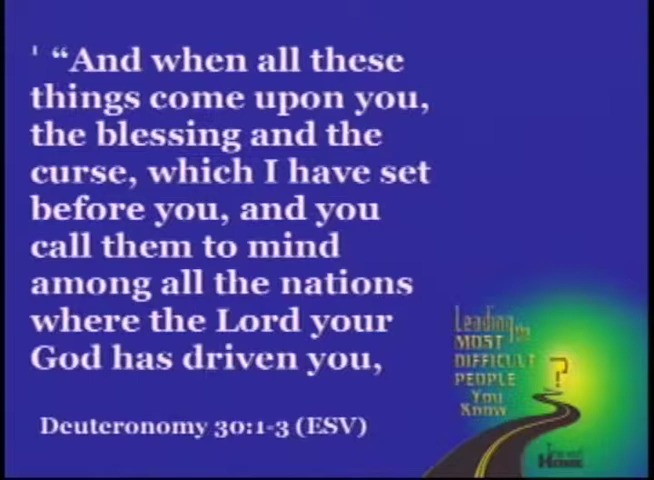 ¹ “And when all these
things come upon you,
the blessing and the
curse, which I have set
before you, and you
call them to mind
among all the nations
where the Lord your
God has driven you,
Deuteronomy 30:1-3 (ESV)
Leading the
MOST
DIFFICULT
PEOPLE
You
Know
?
HOME